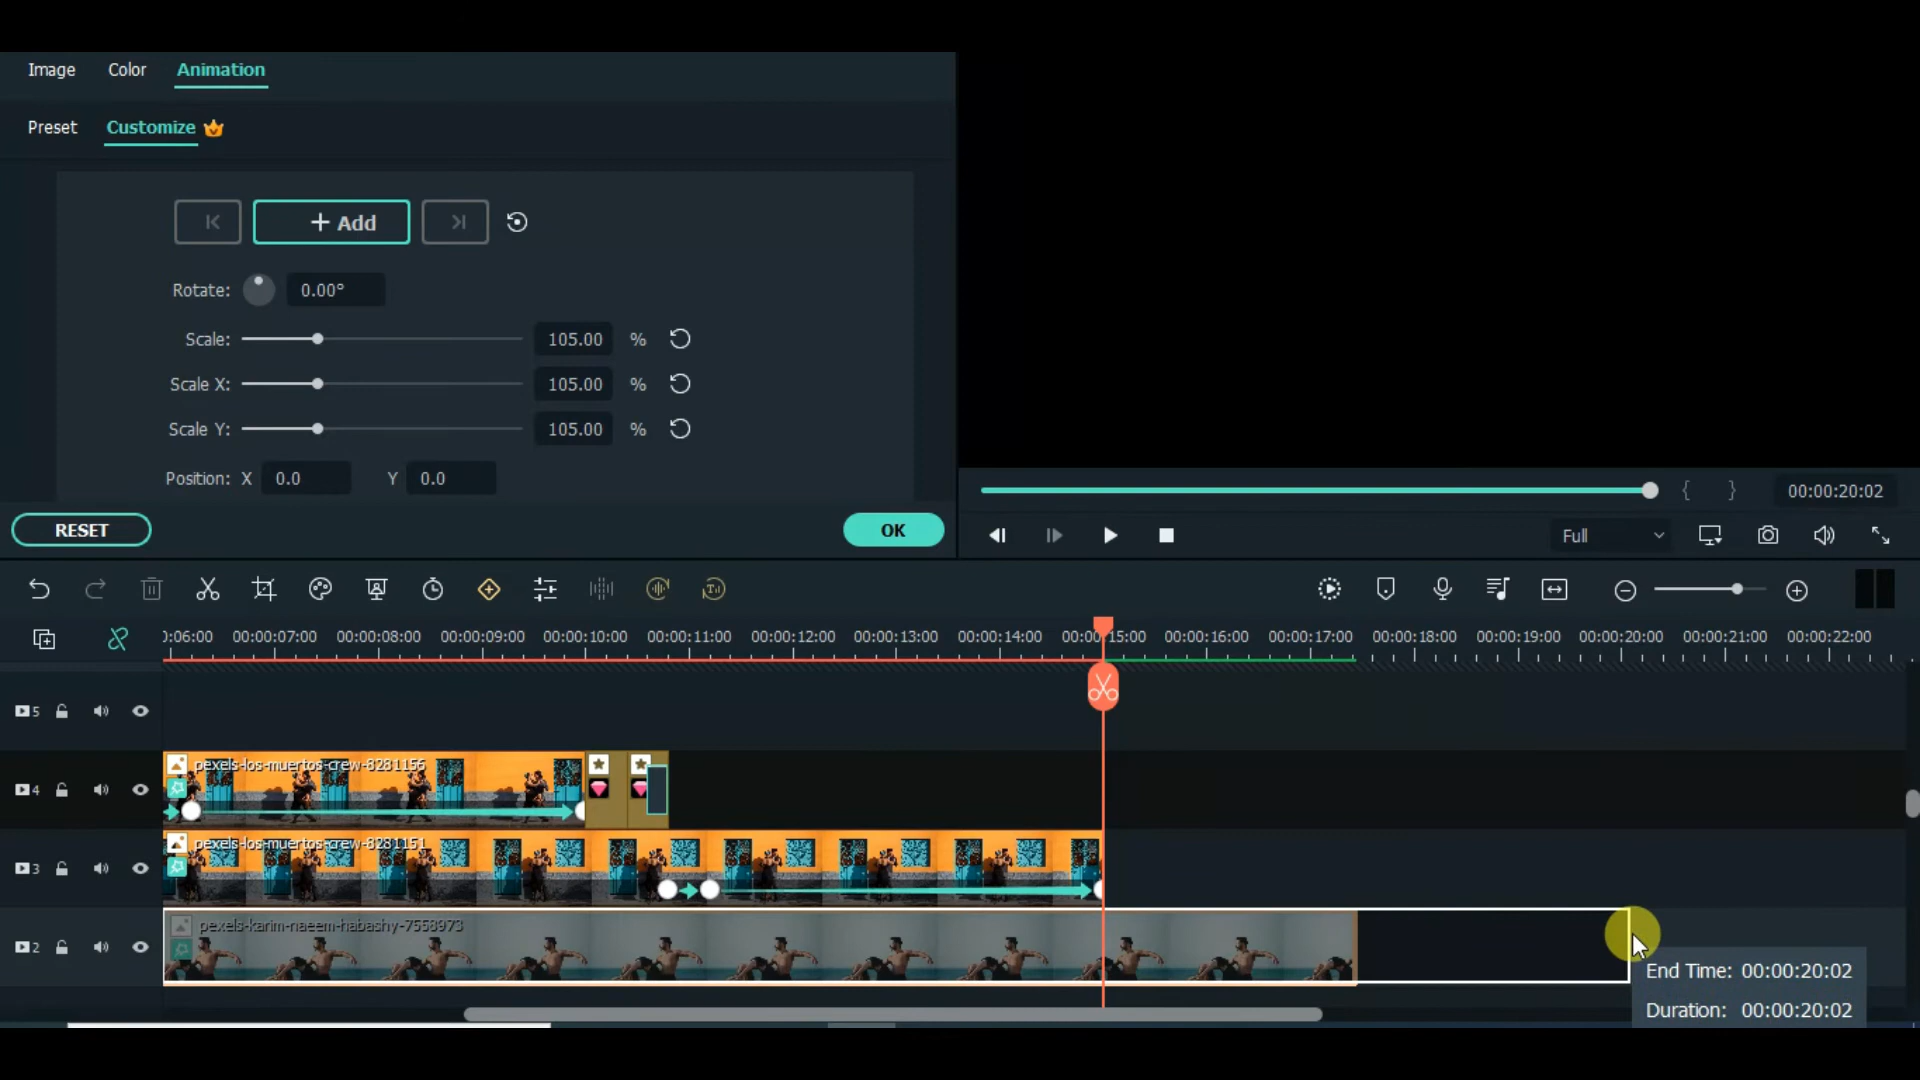 Image Color Animation
Preset Customize
+ Add
Rotate: 0.00°
Scale: 105.00 %
Scale X: 105.00 %
Scale Y: 105.00 %
Position: X 0.0 Y 0.0
{ } 00:00:20:02
RESET OK
Full
):06:00 00:00:07:00 00:00:08:00 00:00:09:00 00:00:10:00 00:00:11:00 00:00:12:00 00:00:13:00 00:00:14:00 00:00:15:00 00:00:16:00 00:00:17:00 00:00:18:00 00:00:19:00 00:00:20:00 00:00:21:00 00:00:22:00
5
pexels-los-muertos-crew-8281156
4
pexels-los-muertos-crew-8281151
3
pexels-karim-naeem-habashy-7558973
2
End Time: 00:00:20:02
Duration: 00:00:20:02